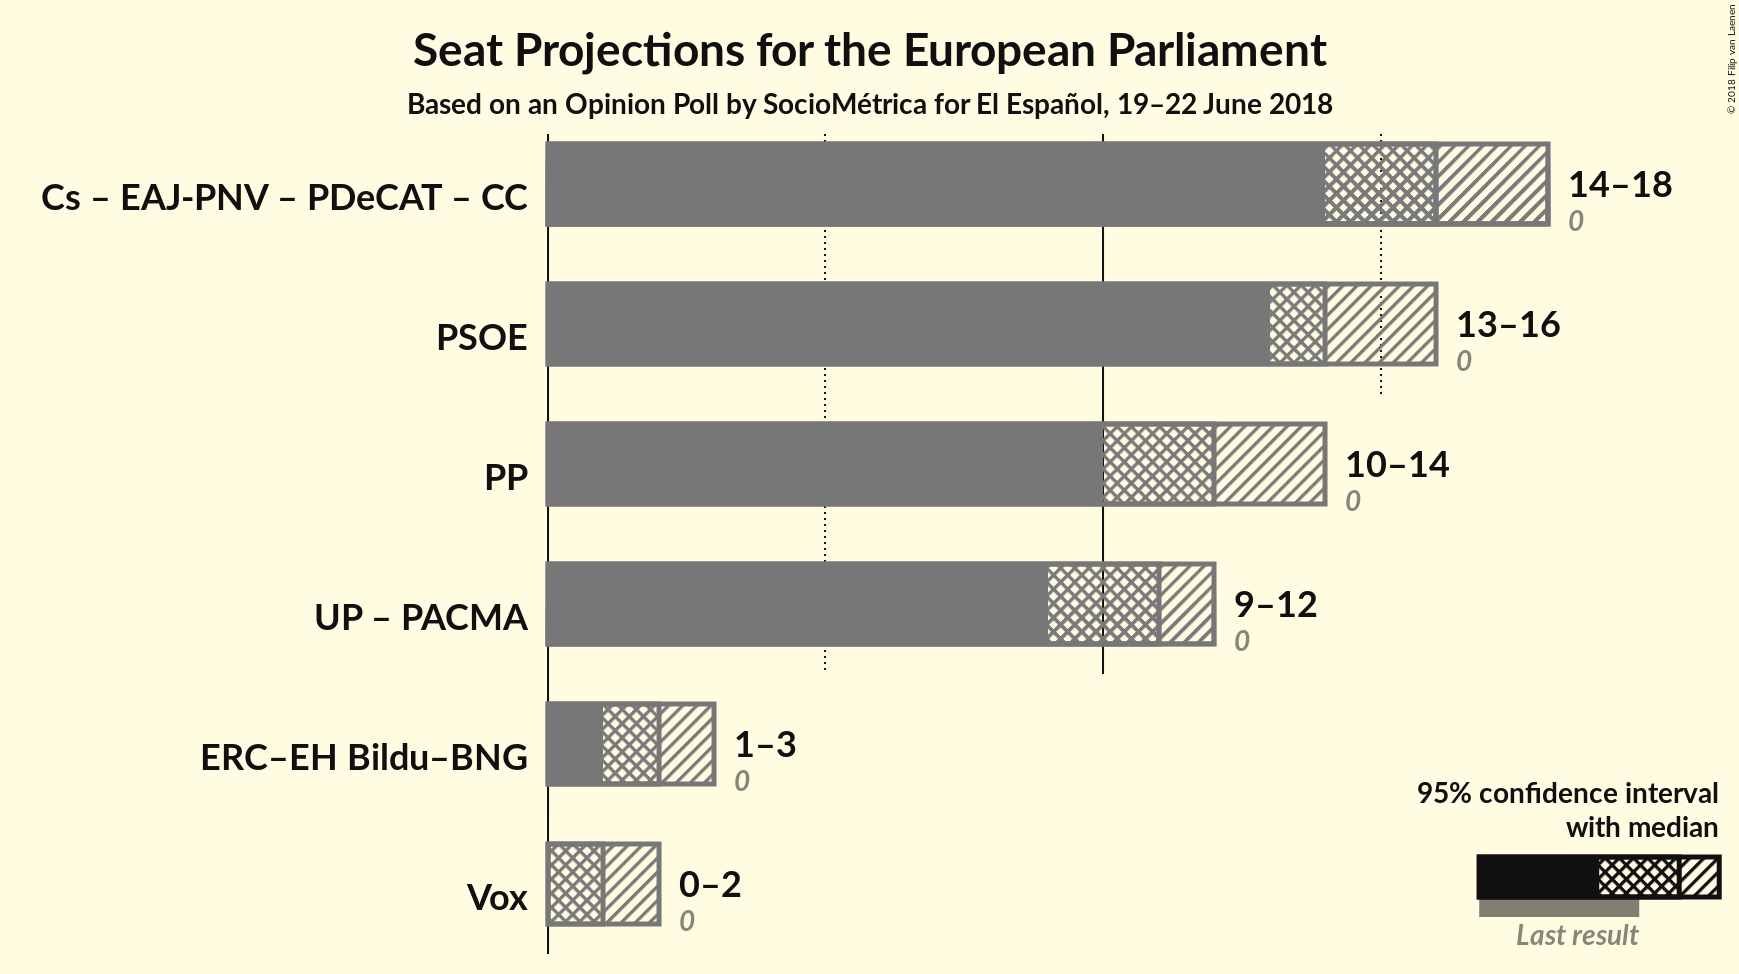 Seat Projections for the European Parliament
Based on an Opinion Poll by SocioMétrica for El Español, 19–22 June 2018
© 2018 Filip van Laenen
Cs – EAJ-PNV – PDeCAT – CC
14–18
0
PSOE
13–16
0
PP
10–14
0
UP – PACMA
9–12
0
ERC–EH Bildu–BNG
1–3
0
Vox
0–2
0
95% confidence interval
with median
Last result